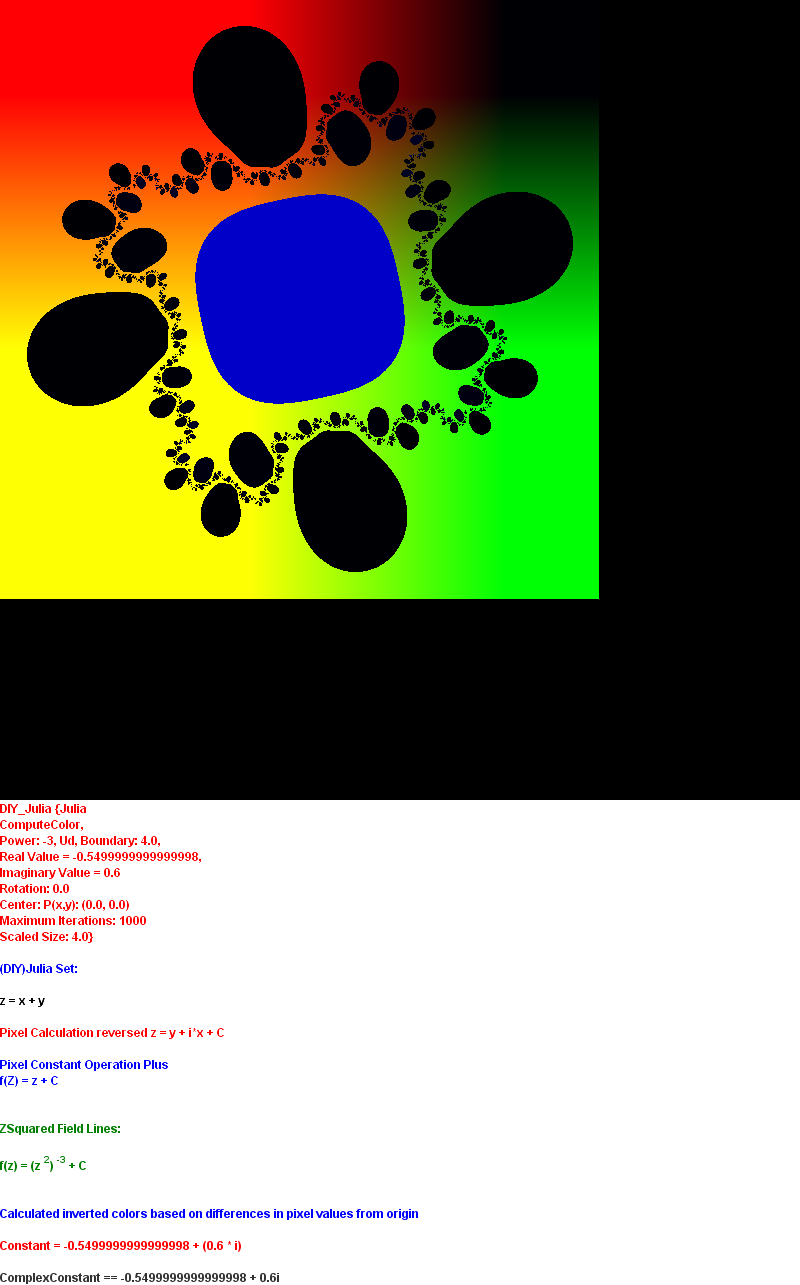 DIY_Julia {Julia
ComputeColor,
Power: -3, Ud, Boundary: 4.0,
Real Value = -0.5499999999999998,
Imaginary Value = 0.6
Rotation: 0.0
Center: P(x,y): (0.0, 0.0)
Maximum Iterations: 1000
Scaled Size: 4.0}
(DIY)Julia Set:
z = x + y
Pixel Calculation reversed z = y + i*x + C
Pixel Constant Operation Plus
f(Z) = z + C
ZSquared Field Lines:
f(z) = (z 2) -3 + C
Calculated inverted colors based on differences in pixel values from origin
Constant = -0.5499999999999998 + (0.6 * i)
ComplexConstant == -0.5499999999999998 + 0.6i